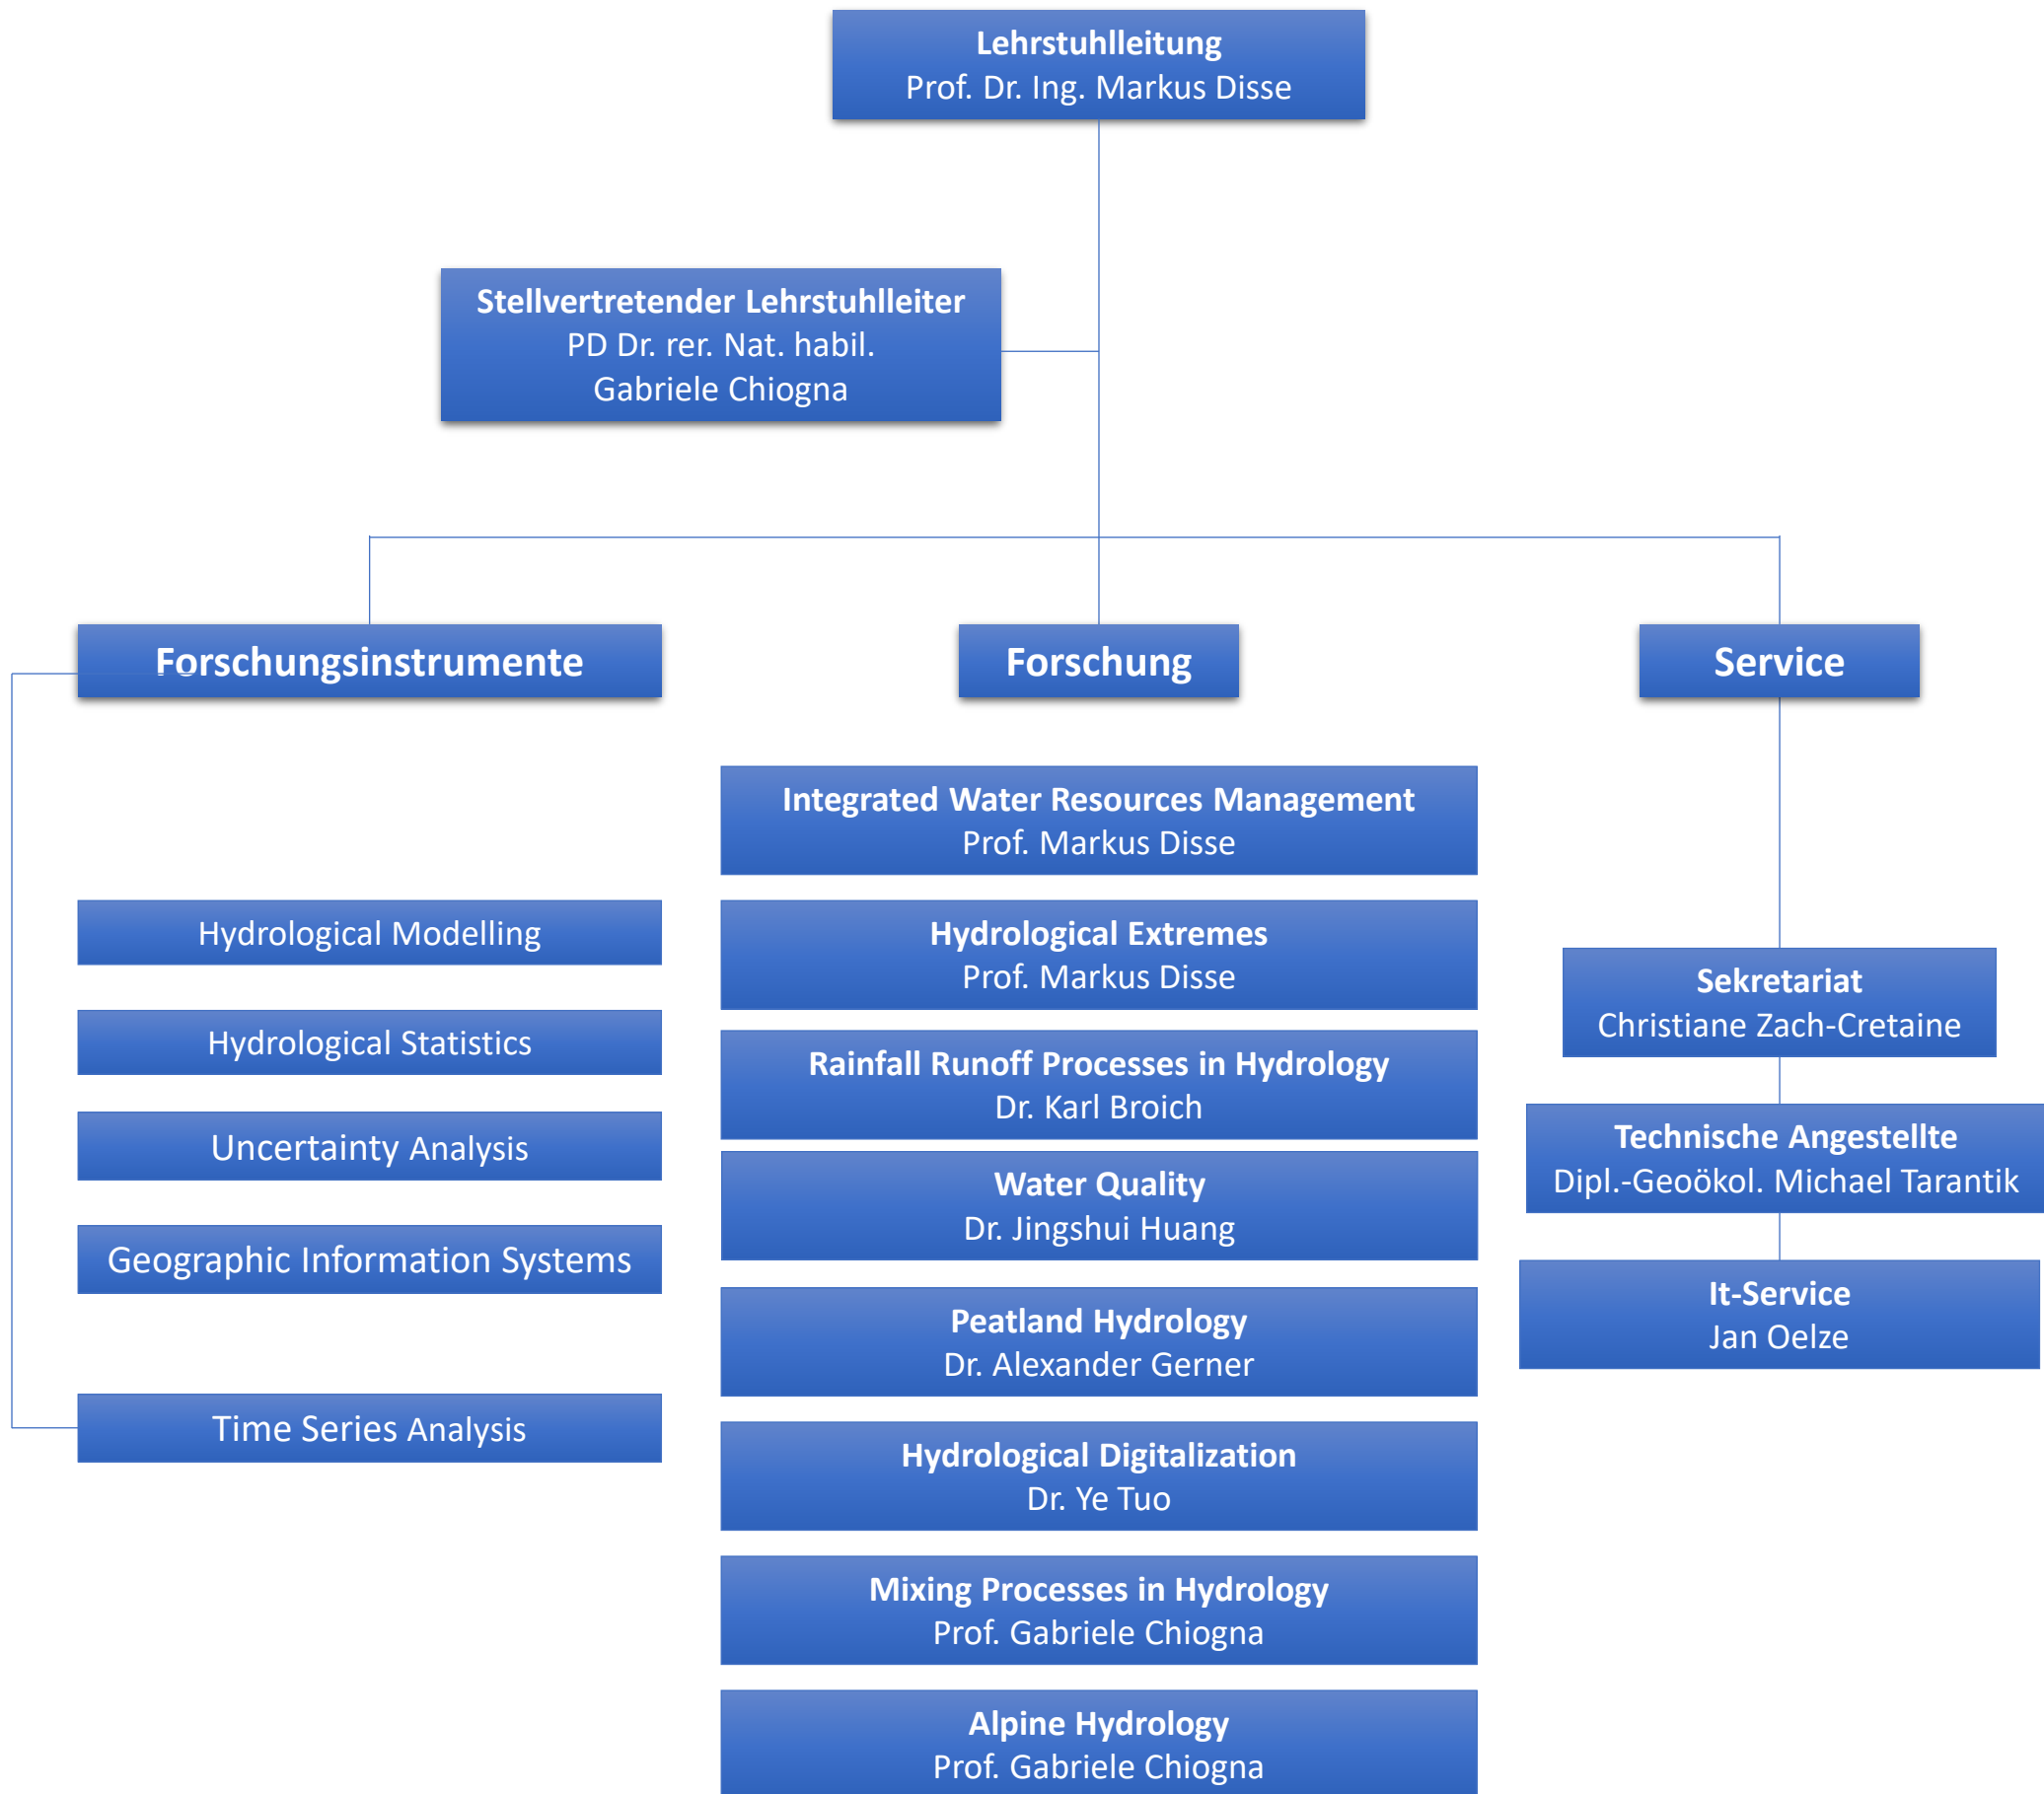 Lehrstuhlleitung
Prof. Dr. Ing. Markus Disse
Stellvertretender Lehrstuhlleiter
PD Dr. rer. Nat. habil.
Gabriele Chiogna
Forschungsinstrumente
Hydrological Modelling
Hydrological Statistics
Uncertainty Analysis
Geographic Information Systems
Time Series Analysis
Forschung
Integrated Water Resources Management
Prof. Markus Disse
Hydrological Extremes
Prof. Markus Disse
Rainfall Runoff Processes in Hydrology
Dr. Karl Broich
Water Quality
Dr. Jingshui Huang
Peatland Hydrology
Dr. Alexander Gerner
Hydrological Digitalization
Dr. Ye Tuo
Mixing Processes in Hydrology
Prof. Gabriele Chiogna
Alpine Hydrology
Prof. Gabriele Chiogna
Service
Sekretariat
Christiane Zach-Cretaine
Technische Angestellte
Dipl.-Geoökol. Michael Tarantik
It-Service
Jan Oelze